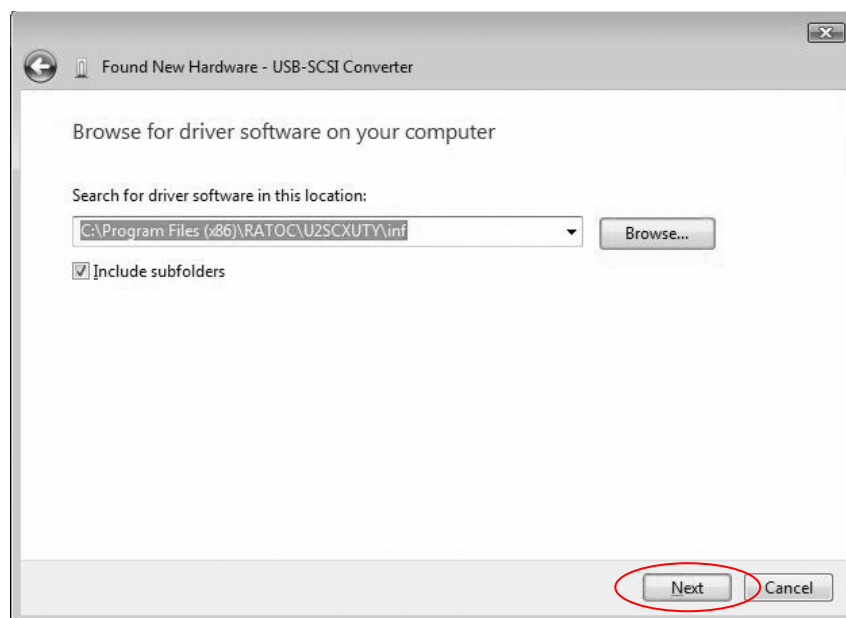 Found New Hardware - USB-SCSI Converter
Browse for driver software on your computer
Search for driver software in this location:
C:\Program Files (x86)\RATOC\U2SCXUTY\inf
Browse...
Include subfolders
Next Cancel